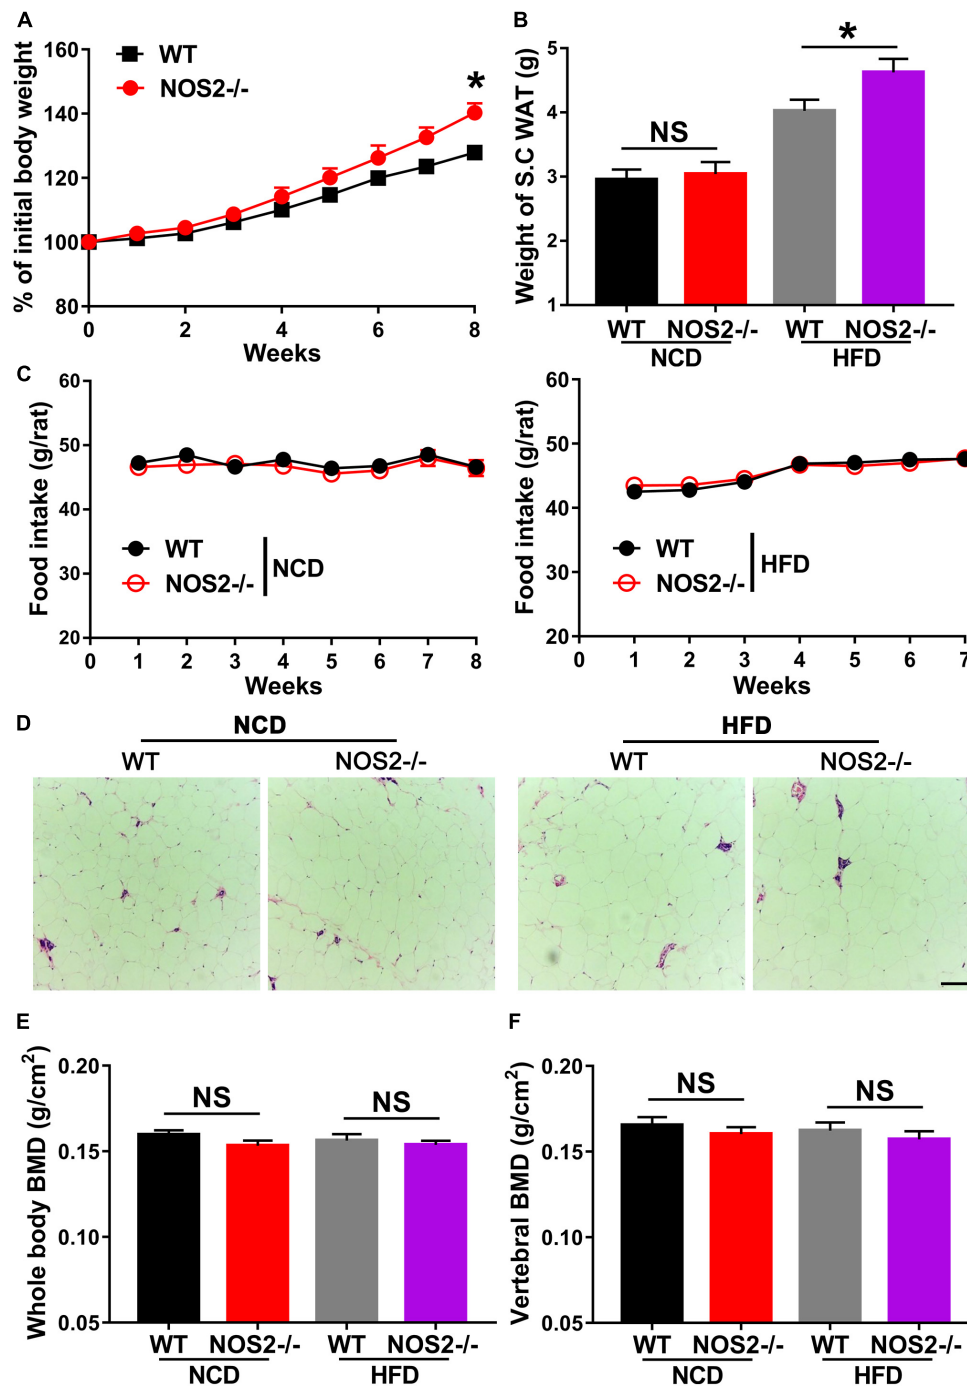 A
% of initial body weight
160
140
120
100
80
WT
NOS2-/-
*
0 2 4 6 8
Weeks
B
Weight of S.C WAT (g)
5
4
3
2
1
NS
*
WT NOS2-/- WT NOS2-/-
NCD HFD
C
Food intake (g/rat)
60
50
40
30
20
WT
NOS2-/-
NCD
0 1 2 3 4 5 6 7 8
Weeks
Food intake (g/rat)
60
50
40
30
20
WT
NOS2-/-
HFD
0 1 2 3 4 5 6 7
Weeks
D
NCD HFD
WT NOS2-/- WT NOS2-/-
E
Whole body BMD (g/cm²)
0.20
0.15
0.10
0.05
NS NS
WT NOS2-/- WT NOS2-/-
NCD HFD
F
Vertebral BMD (g/cm²)
0.20
0.15
0.10
0.05
NS NS
WT NOS2-/- WT NOS2-/-
NCD HFD